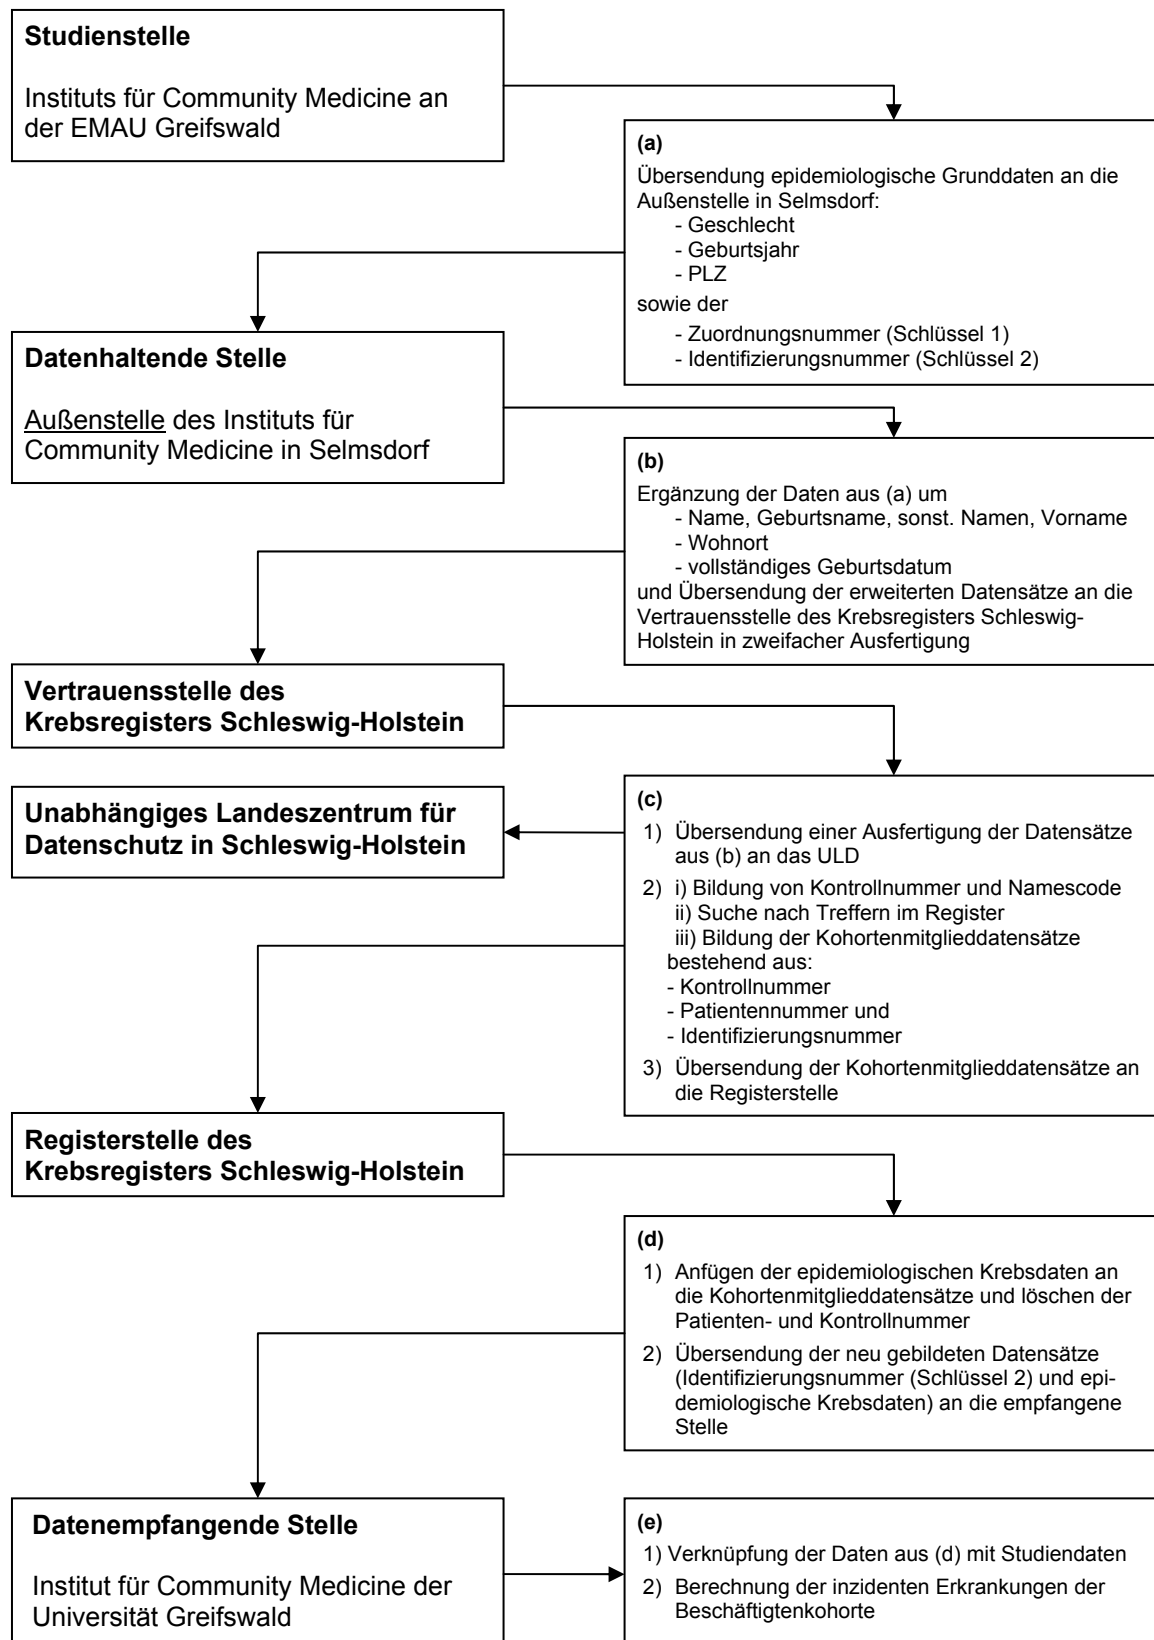 Studienstelle
Instituts für Community Medicine an
der EMAU Greifswald
(a)
Übersendung epidemiologische Grunddaten an die
Außenstelle in Selmsdorf:
- Geschlecht
- Geburtsjahr
- PLZ
sowie der
- Zuordnungsnummer (Schlüssel 1)
- Identifizierungsnummer (Schlüssel 2)
Datenhaltende Stelle
Außenstelle des Instituts für
Community Medicine in Selmsdorf
(b)
Ergänzung der Daten aus (a) um
- Name, Geburtsname, sonst. Namen, Vorname
- Wohnort
- vollständiges Geburtsdatum
und Übersendung der erweiterten Datensätze an die
Vertrauensstelle des Krebsregisters Schleswig-
Holstein in zweifacher Ausfertigung
Vertrauensstelle des
Krebsregisters Schleswig-Holstein
Unabhängiges Landeszentrum für
Datenschutz in Schleswig-Holstein
(c)
1) Übersendung einer Ausfertigung der Datensätze
aus (b) an das ULD
2) i) Bildung von Kontrollnummer und Namescode
ii) Suche nach Treffern im Register
iii) Bildung der Kohortenmitglieddatensätze
bestehend aus:
- Kontrollnummer
- Patientennummer und
- Identifizierungsnummer
3) Übersendung der Kohortenmitglieddatensätze an
die Registerstelle
Registerstelle des
Krebsregisters Schleswig-Holstein
(d)
1) Anfügen der epidemiologischen Krebsdaten an
die Kohortenmitglieddatensätze und löschen der
Patienten- und Kontrollnummer
2) Übersendung der neu gebildeten Datensätze
(Identifizierungsnummer (Schlüssel 2) und epi-
demiologische Krebsdaten) an die empfangene
Stelle
Datenempfangende Stelle
Institut für Community Medicine der
Universität Greifswald
(e)
1) Verknüpfung der Daten aus (d) mit Studiendaten
2) Berechnung der inzidenten Erkrankungen der
Beschäftigtenkohorte